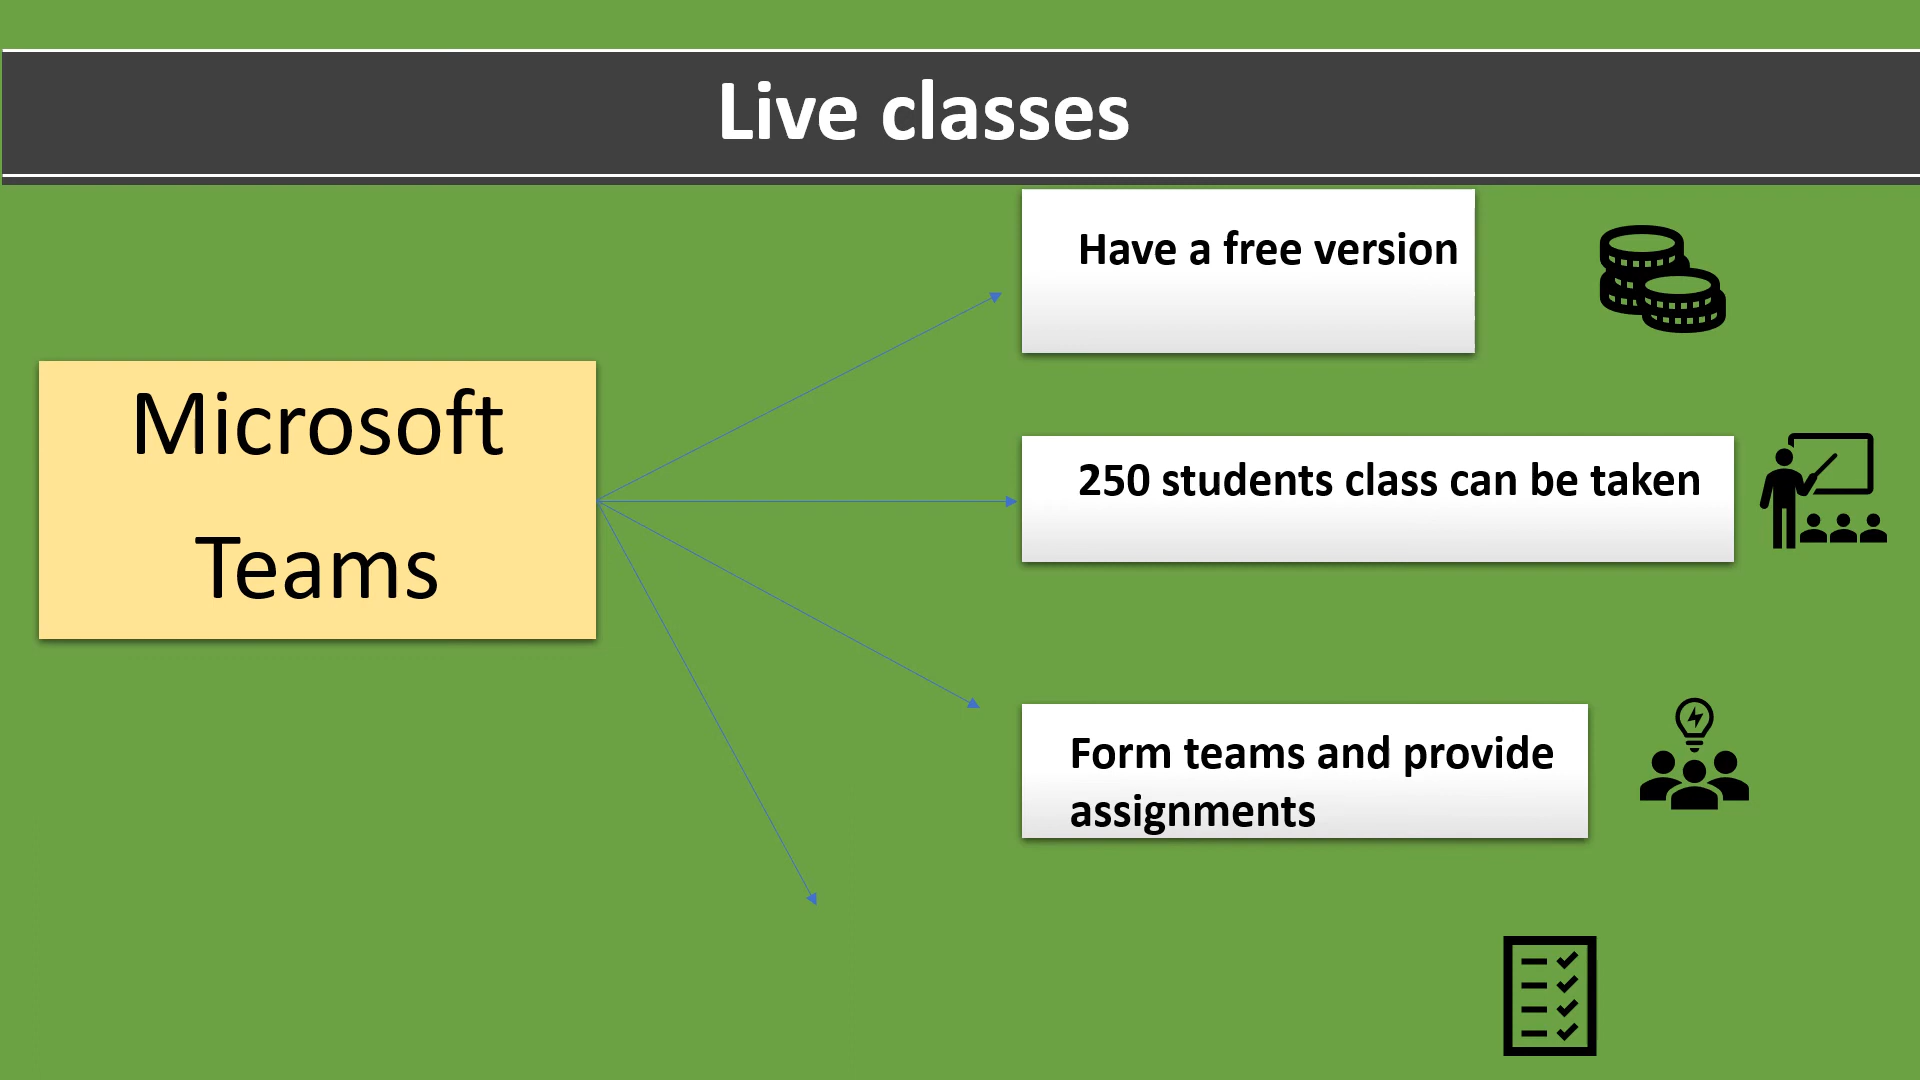 Live classes
Microsoft
Teams
Have a free version
250 students class can be taken
Form teams and provide
assignments